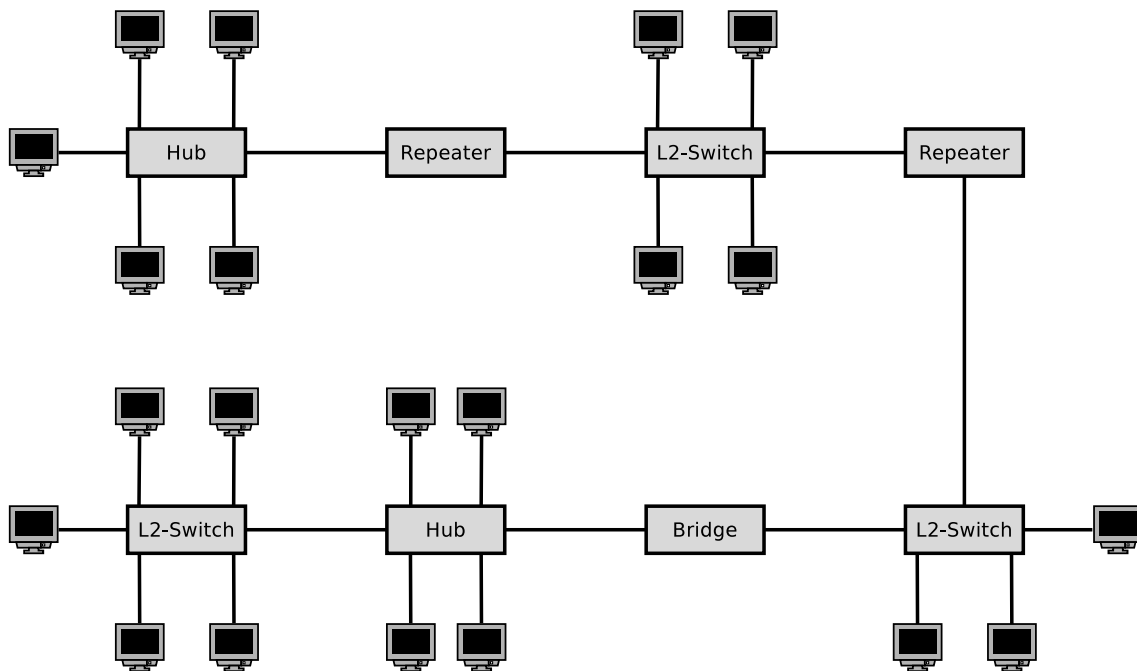 Hub
Repeater
L2-Switch
Repeater
L2-Switch
Hub
Bridge
L2-Switch